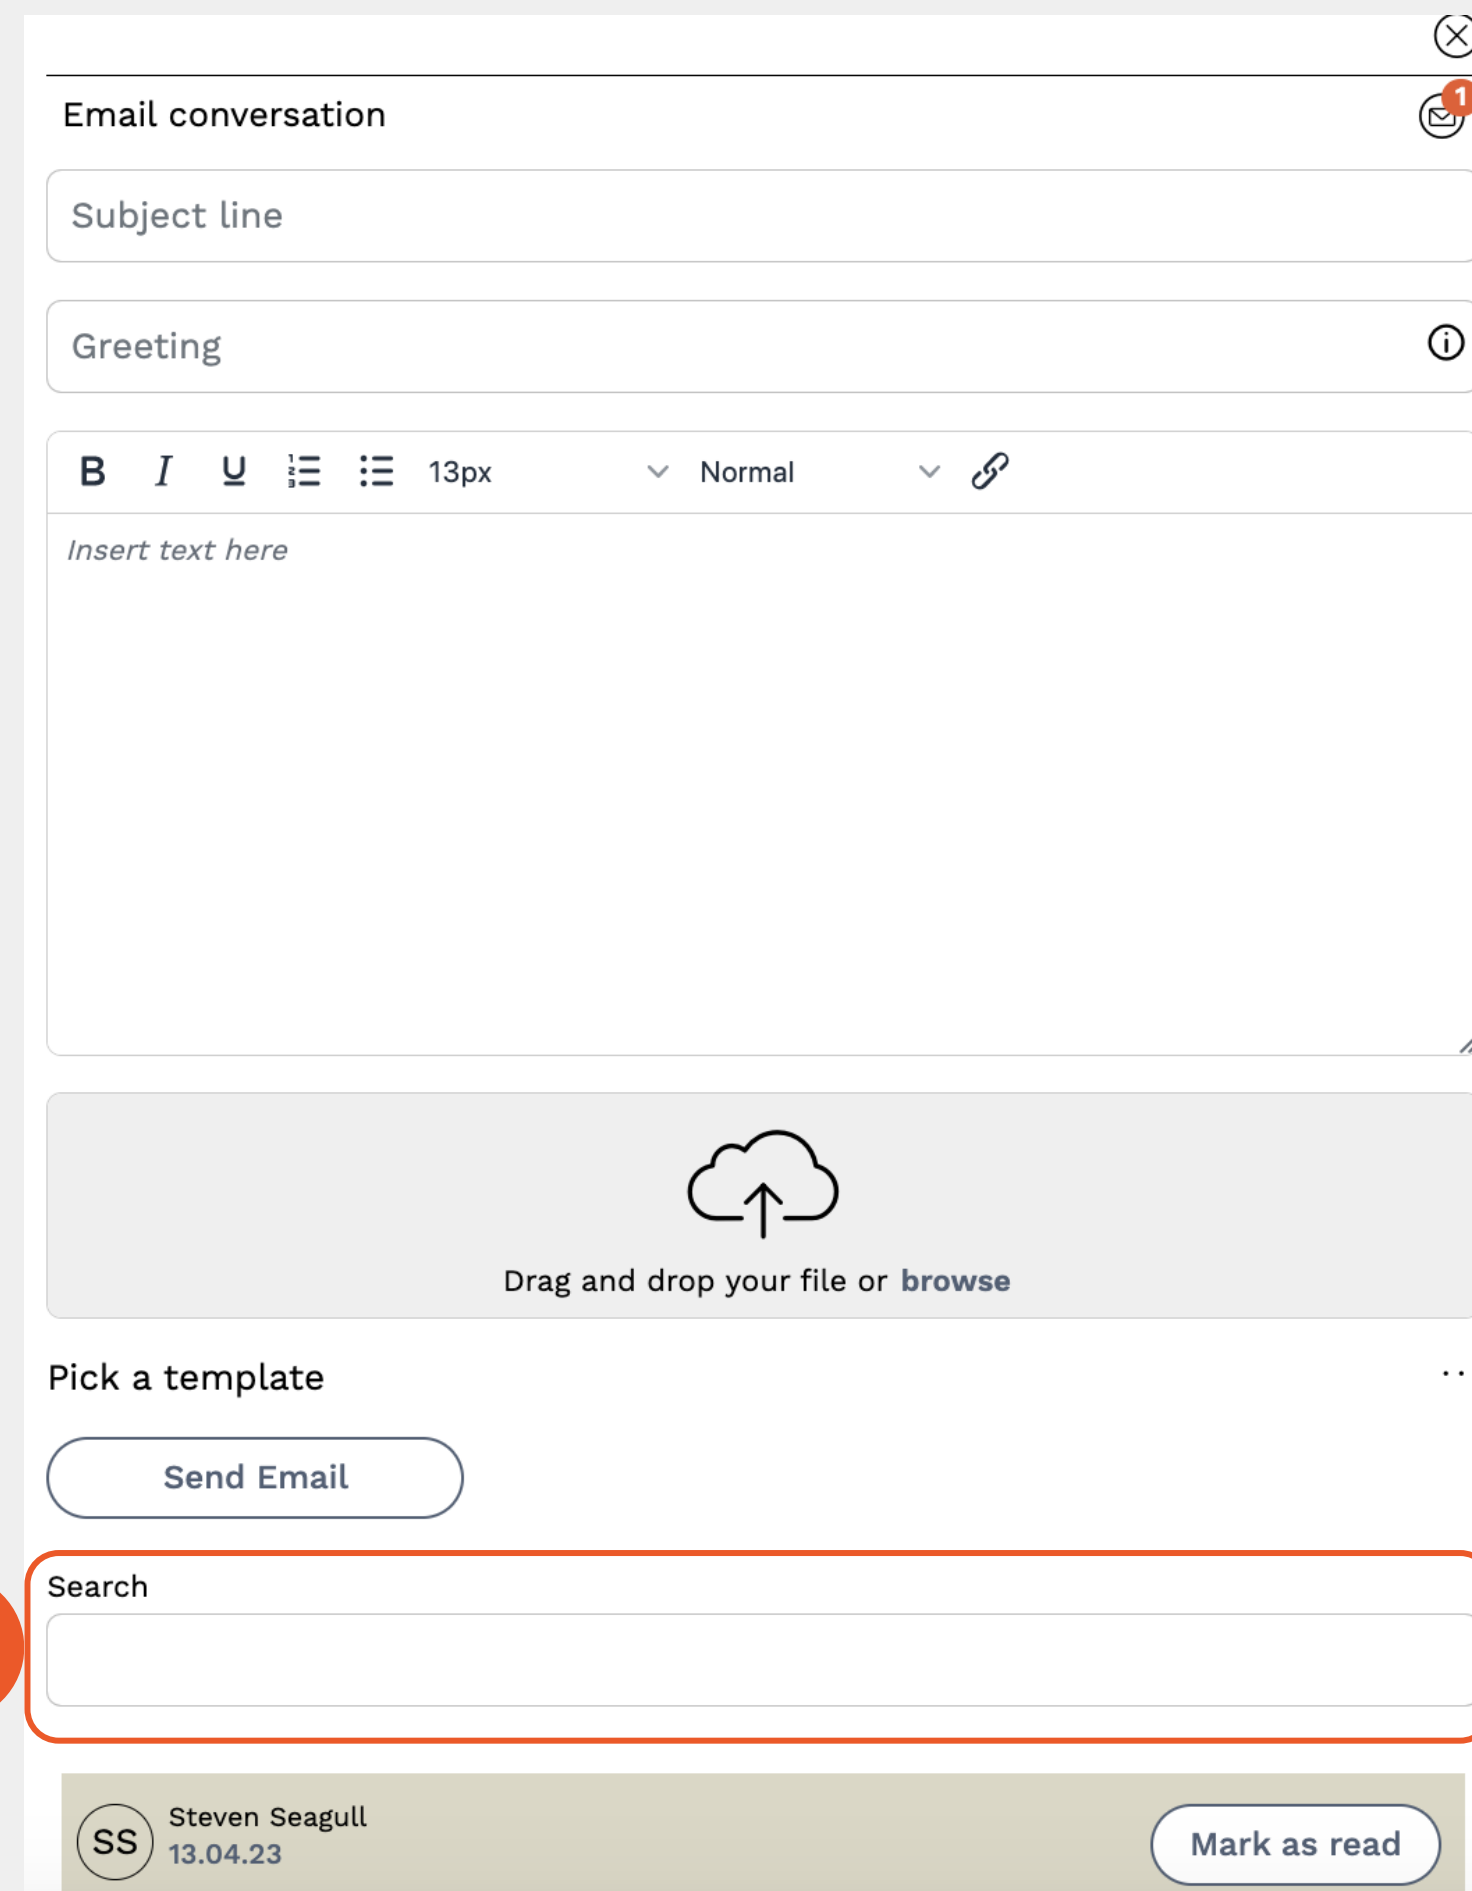 Email conversation
1
Subject line
Greeting
B I U 13px Normal
Insert text here
Drag and drop your file or browse
Pick a template
Send Email
Search
SS
Steven Seagull
13.04.23
Mark as read